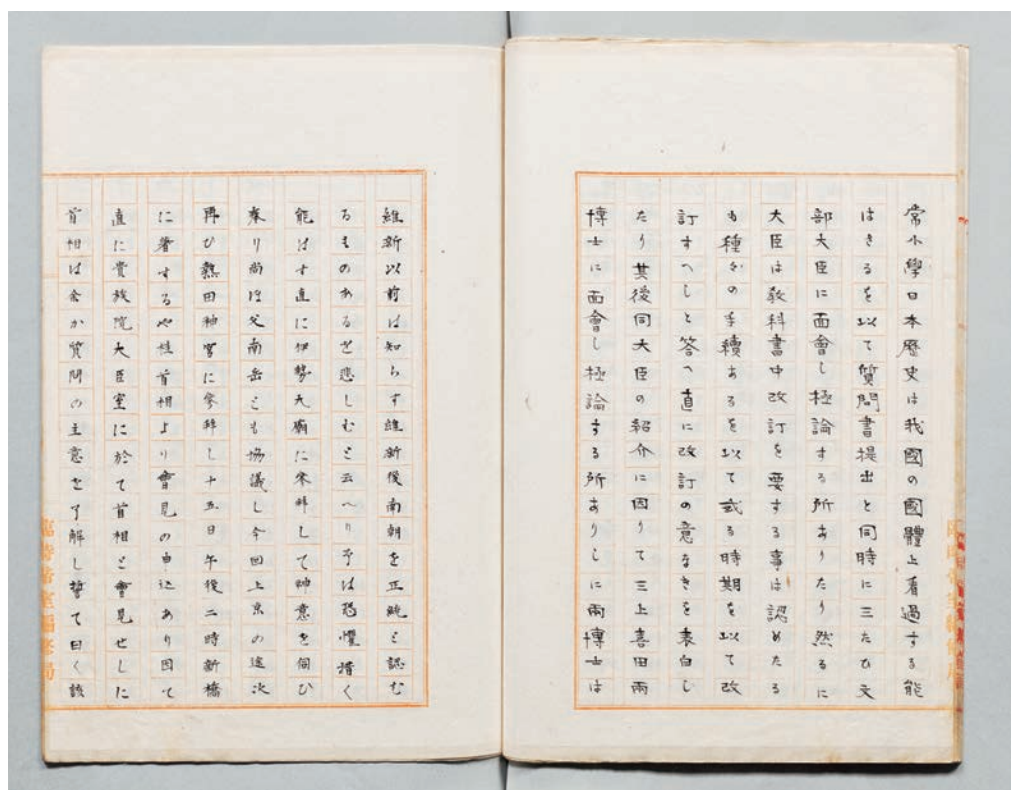 常小學日本歷史は我國の國體上看過する能
はさるを以て質問書提出と同時に三たひ文
部大臣に面會し極論する所ありたり然るに
大臣は教科書中改訂を要する事は認めたる
も種々の手續あるを以て或る時期を以て改
訂すへしと答へ直に改訂の意なきを表白し
たり其後同大臣の紹介に因りて三上喜田兩
博士に面會し極論する所ありしに兩博士は
維新以前は知らす維新後南朝を正統と認む
るものあるを悲しむと云へり予は恐懼措く
能はす直に伊勢大廟に参拜して神意を伺ひ
奉り尚ほ父南岳とも協議し今回上京の途次
再ひ熱田神宮に参拜し十五日午後二時新橋
に着するや桂首相より會見の申込あり因て
直に貴族院大臣室に於て首相と會見せしに
首相は余か質問の主意を了解し誓て曰く該
臨時帝室編修局